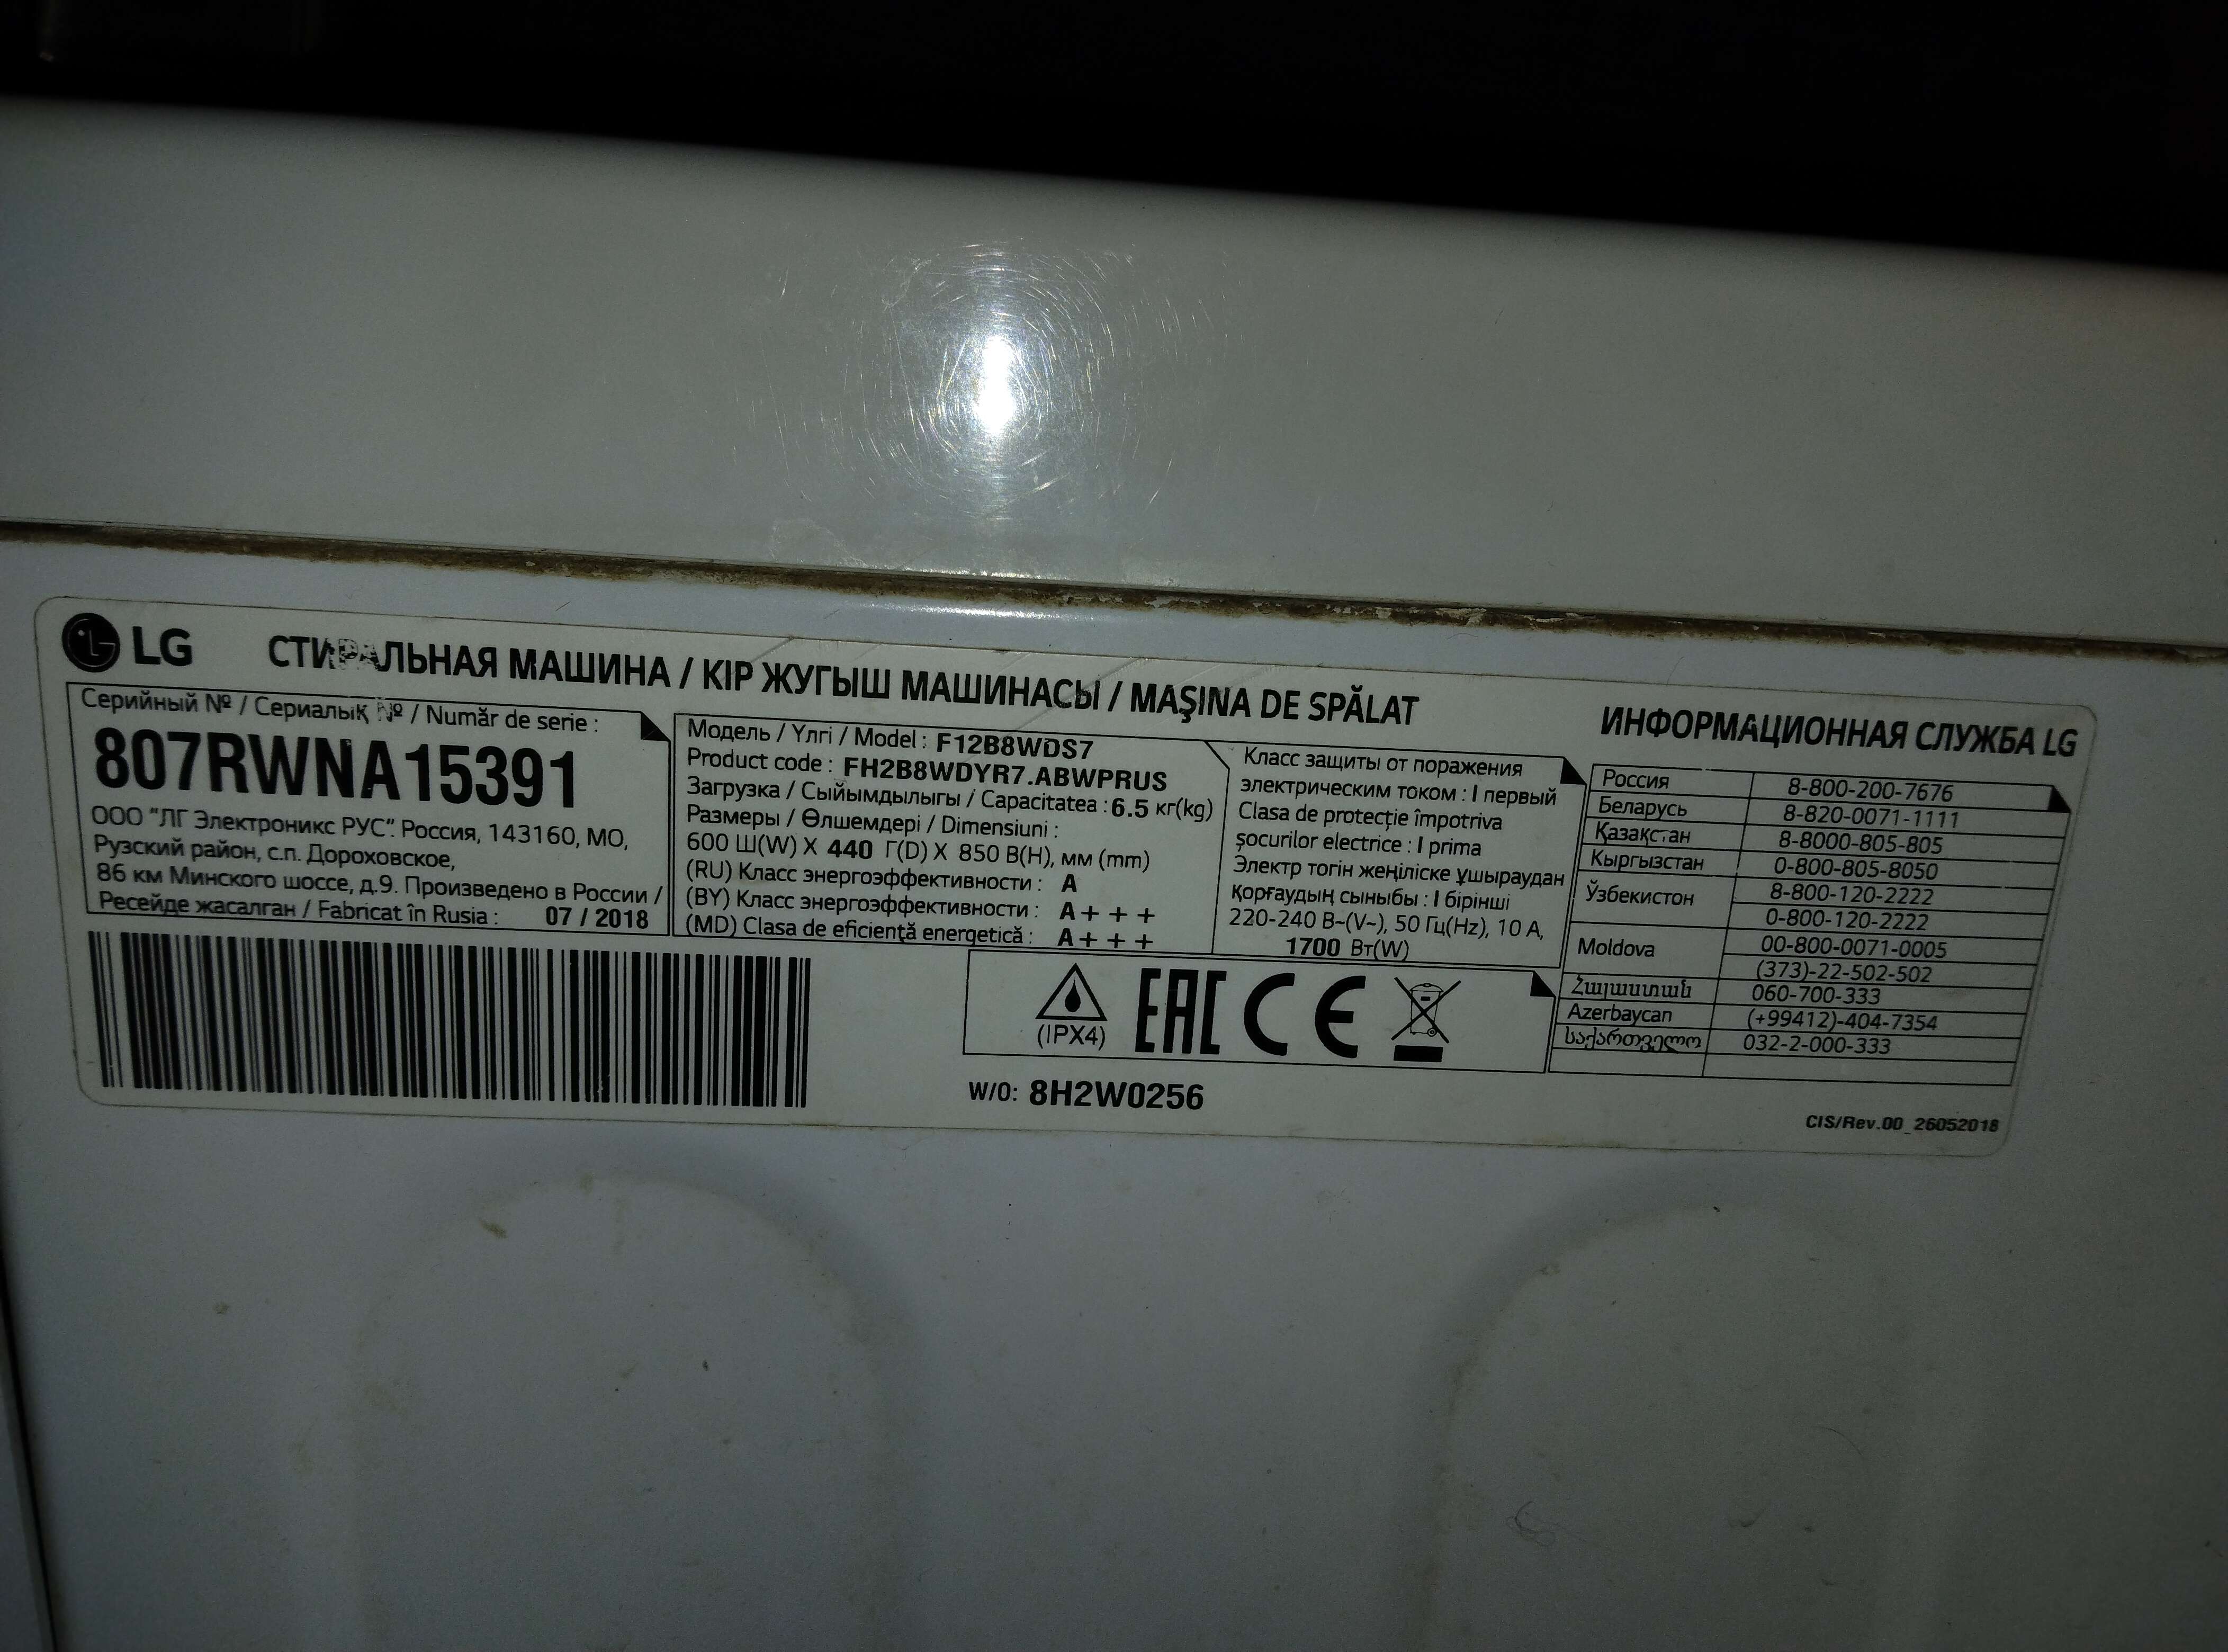 LG
СТИРАЛЬНАЯ МАШИНА / КІР ЖУҒЫШ МАШИНАСЫ / MAŞINA DE SPĂLAT
Серийный № / Сериалық № / Număr de serie :
807RWNA15391
ООО "ЛГ Электроникс РУС". Россия, 143160, МО,
Рузский район, с.п. Дороховское,
86 км Минского шоссе, д.9. Произведено в России /
Ресейде жасалған / Fabricat în Rusia : 07 / 2018
Модель / Үлгі / Model : F12B8WDS7
Product code : FH2B8WDYR7.ABWPRUS
Загрузка / Сыйымдылығы / Capacitatea : 6.5 кг(kg)
Размеры / Өлшемдері / Dimensiuni :
600 Ш(W) X 440 Г(D) X 850 В(H), мм (mm)
(RU) Класс энергоэффективности : A
(BY) Класс энергоэффективности : A+++
(MD) Clasa de eficienţă energetică : A+++
Класс защиты от поражения
электрическим током : I первый
Clasa de protecţie împotriva
şocurilor electrice : I prima
Электр тогін жеңіліске ұшыраудан
қорғаудың сыныбы : I бірінші
220-240 В~(V~), 50 Гц(Hz), 10 А,
1700 Вт(W)
(IPX4) EAC CE
W/O: 8H2W0256
ИНФОРМАЦИОННАЯ СЛУЖБА LG
Россия 8-800-200-7676
Беларусь 8-820-0071-1111
Қазақстан 8-8000-805-805
Кыргызстан 0-800-805-8050
Ўзбекистон 8-800-120-2222
0-800-120-2222
Moldova 00-800-0071-0005
(373)-22-502-502
Հայաստան 060-700-333
Azerbaycan (+99412)-404-7354
საქართველო 032-2-000-333
CIS/Rev.00_26052018